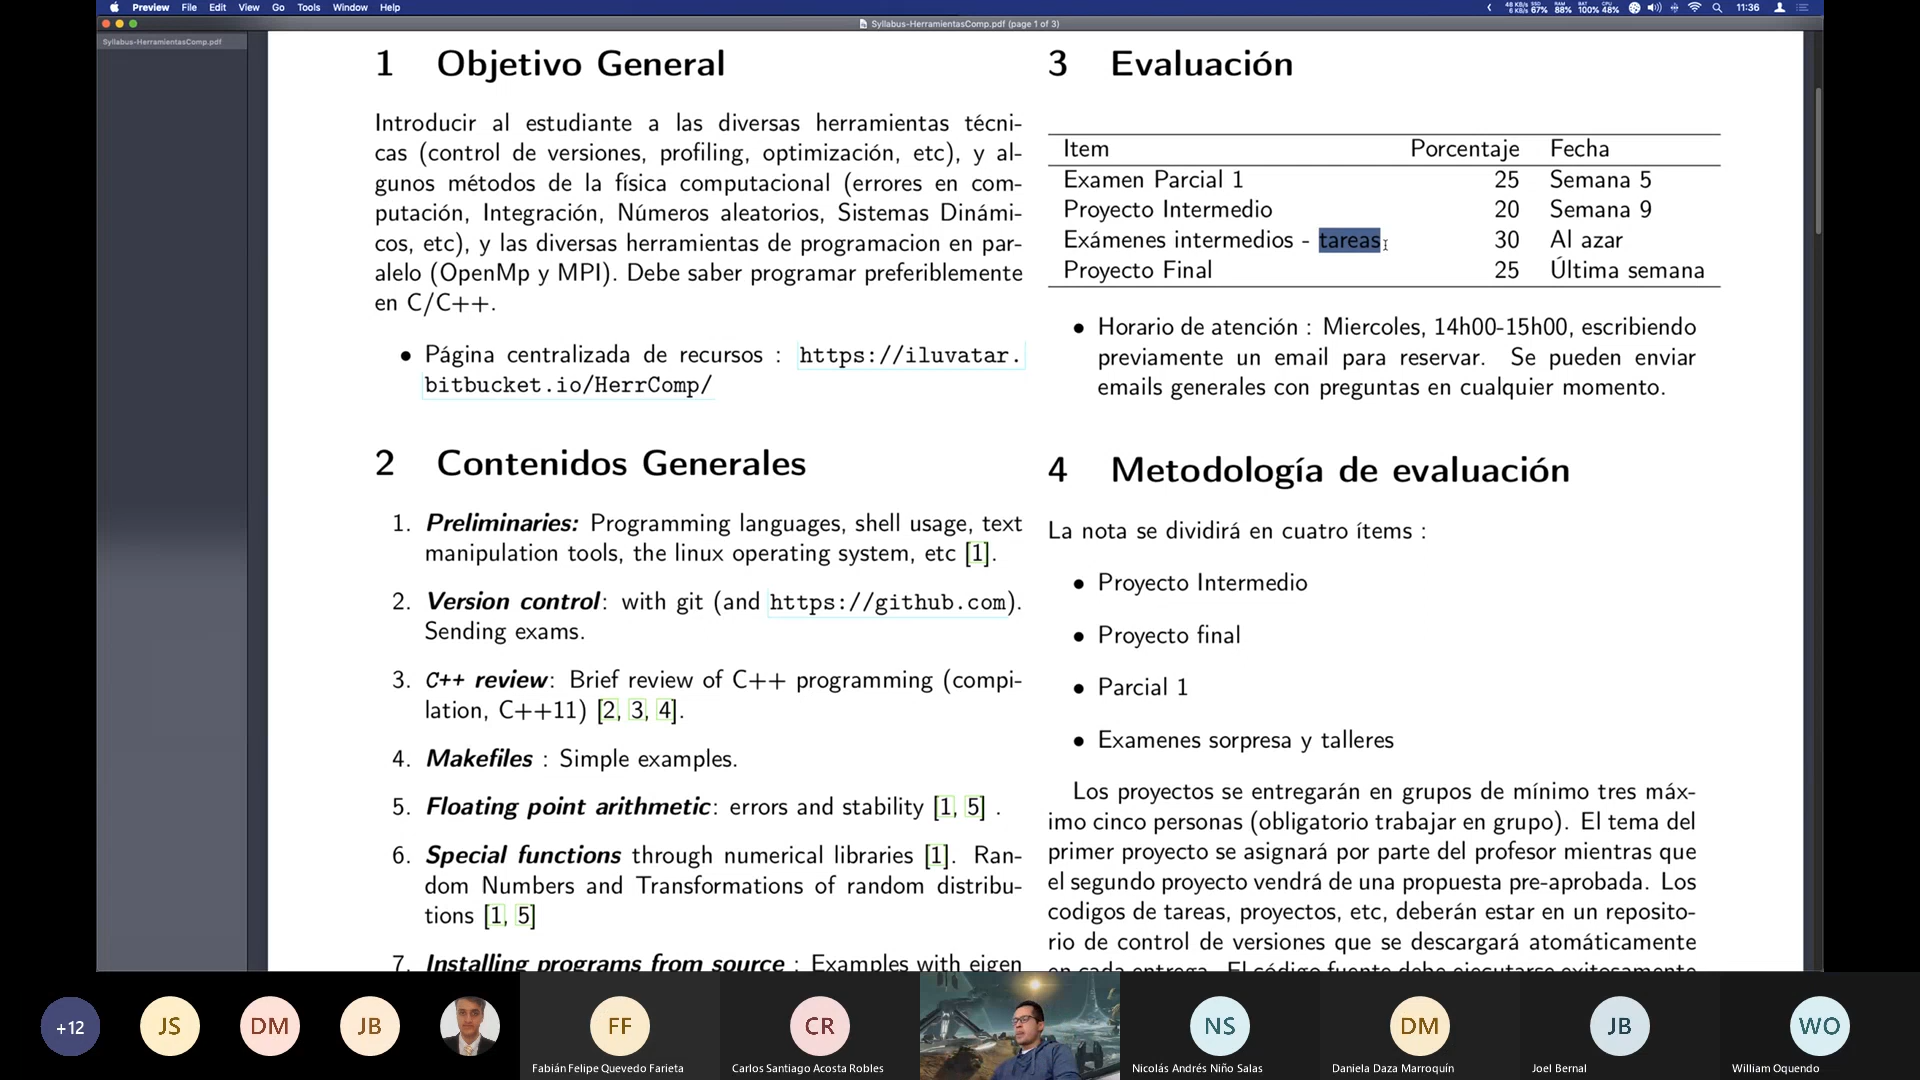 Preview File Edit View Go Tools Window Help
11:36
Syllabus-HerramientasComp.pdf (page 1 of 3)
Syllabus-HerramientasComp.pdf
1 Objetivo General
Introducir al estudiante a las diversas herramientas técni-
cas (control de versiones, profiling, optimización, etc), y al-
gunos métodos de la física computacional (errores en com-
putación, Integración, Números aleatorios, Sistemas Dinámi-
cos, etc), y las diversas herramientas de programacion en par-
alelo (OpenMp y MPI). Debe saber programar preferiblemente
en C/C++.
• Página centralizada de recursos : https://iluvatar.
bitbucket.io/HerrComp/
2 Contenidos Generales
1. Preliminaries: Programming languages, shell usage, text
manipulation tools, the linux operating system, etc [1].
2. Version control: with git (and https://github.com).
Sending exams.
3. C++ review: Brief review of C++ programming (compi-
lation, C++11) [2, 3, 4].
4. Makefiles : Simple examples.
5. Floating point arithmetic: errors and stability [1, 5] .
6. Special functions through numerical libraries [1]. Ran-
dom Numbers and Transformations of random distribu-
tions [1, 5]
7. Installing programs from source : Examples with eigen
3 Evaluación
Item Porcentaje Fecha
Examen Parcial 1 25 Semana 5
Proyecto Intermedio 20 Semana 9
Exámenes intermedios - tareas 30 Al azar
Proyecto Final 25 Última semana
• Horario de atención : Miercoles, 14h00-15h00, escribiendo
previamente un email para reservar. Se pueden enviar
emails generales con preguntas en cualquier momento.
4 Metodología de evaluación
La nota se dividirá en cuatro ítems :
• Proyecto Intermedio
• Proyecto final
• Parcial 1
• Examenes sorpresa y talleres
Los proyectos se entregarán en grupos de mínimo tres máx-
imo cinco personas (obligatorio trabajar en grupo). El tema del
primer proyecto se asignará por parte del profesor mientras que
el segundo proyecto vendrá de una propuesta pre-aprobada. Los
codigos de tareas, proyectos, etc, deberán estar en un reposito-
rio de control de versiones que se descargará atomáticamente
en cada entrega. El código fuente debe ejecutarse exitosamente
+12 JS DM JB FF CR NS DM JB WO
Fabián Felipe Quevedo Farieta Carlos Santiago Acosta Robles Nicolás Andrés Niño Salas Daniela Daza Marroquín Joel Bernal William Oquendo